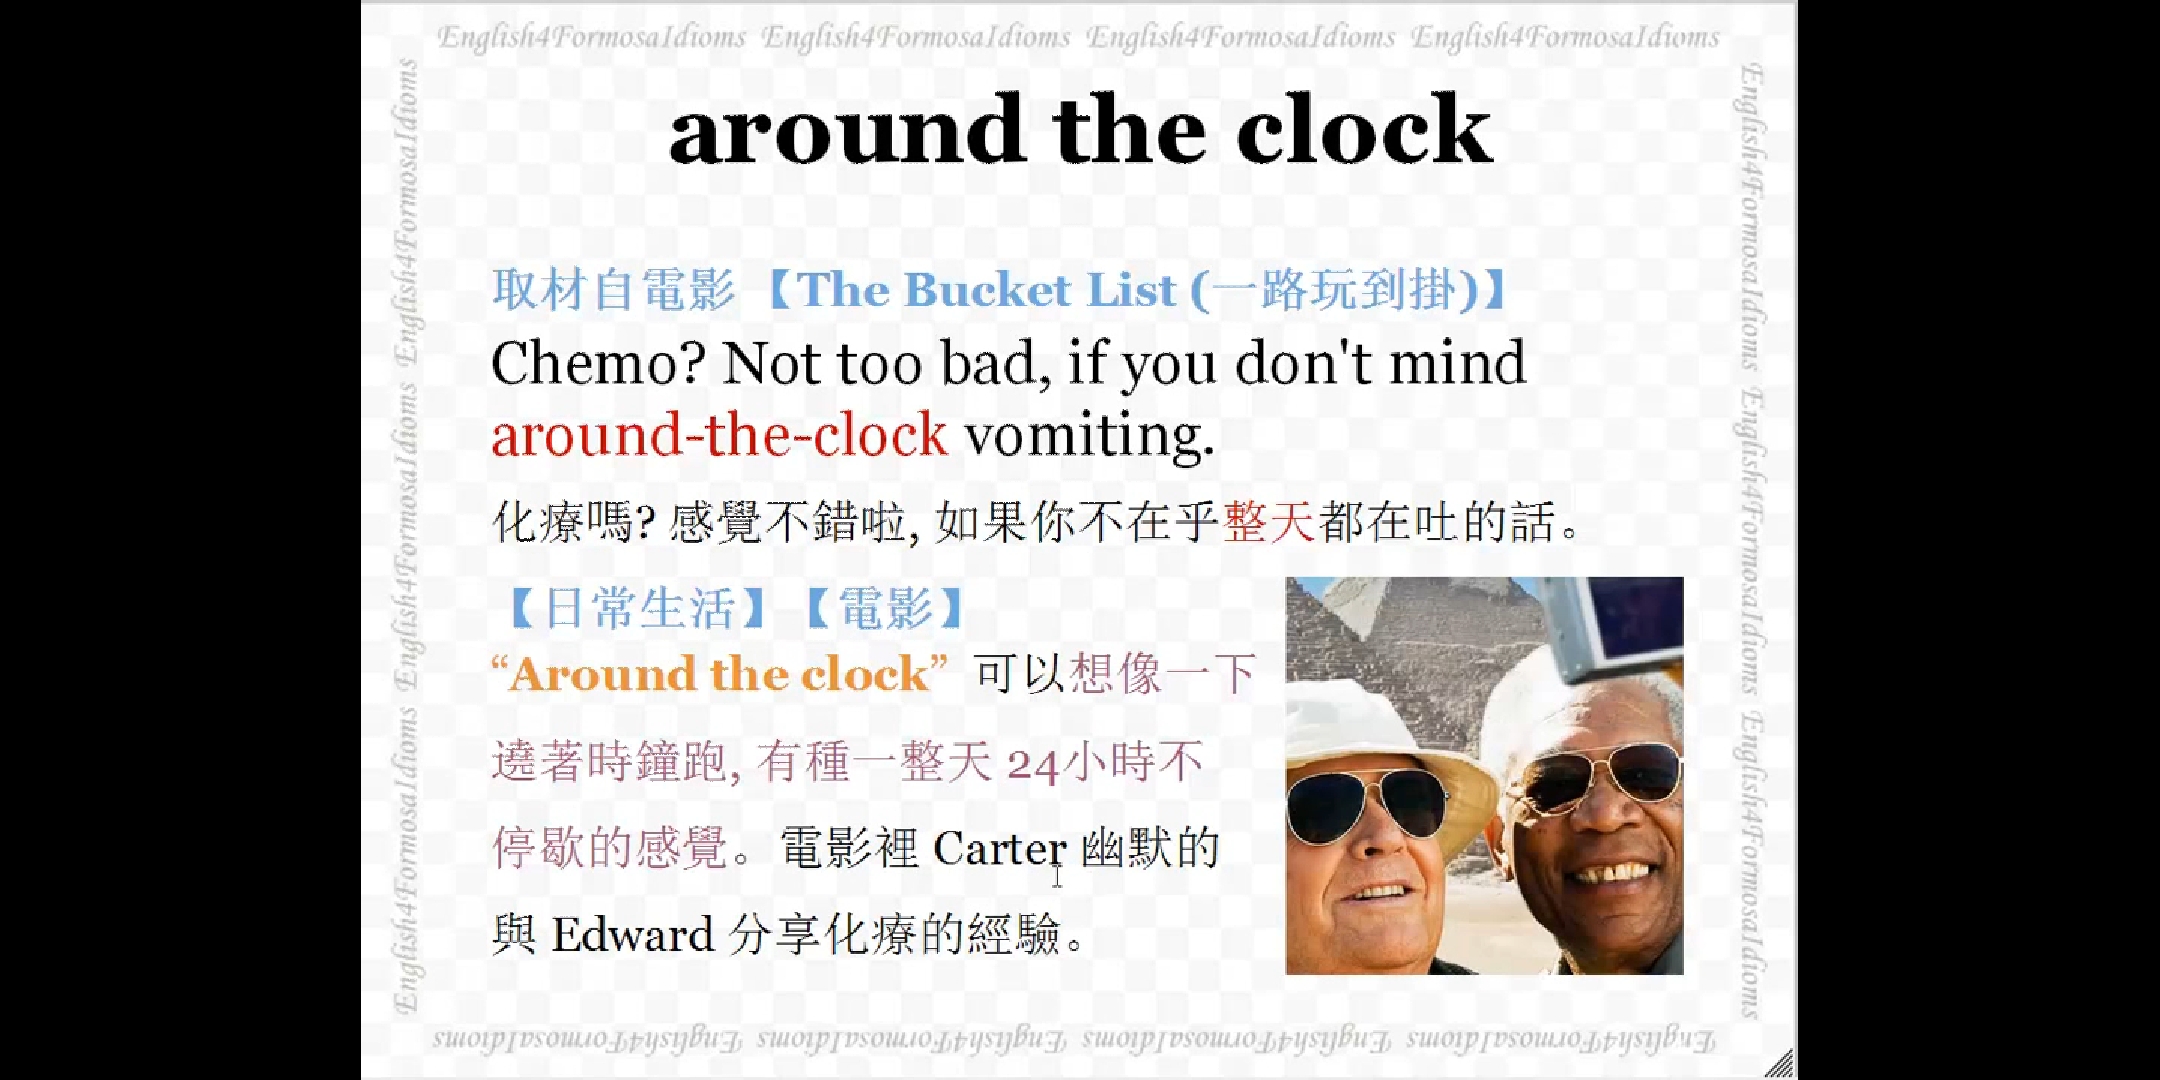 English4FormosaIdioms English4FormosaIdioms English4FormosaIdioms English4FormosaIdioms
English4FormosaIdioms English4FormosaIdioms English4FormosaIdioms
around the clock
取材自電影【The Bucket List (一路玩到掛)】
Chemo? Not too bad, if you don't mind
around-the-clock vomiting.
化療嗎? 感覺不錯啦, 如果你不在乎整天都在吐的話。
【日常生活】【電影】
“Around the clock” 可以想像一下
遶著時鐘跑, 有種一整天 24小時不
停歇的感覺。電影裡 Carter 幽默的
與 Edward 分享化療的經驗。
English4FormosaIdioms English4FormosaIdioms English4FormosaIdioms
English4FormosaIdioms English4FormosaIdioms English4FormosaIdioms English4FormosaIdioms